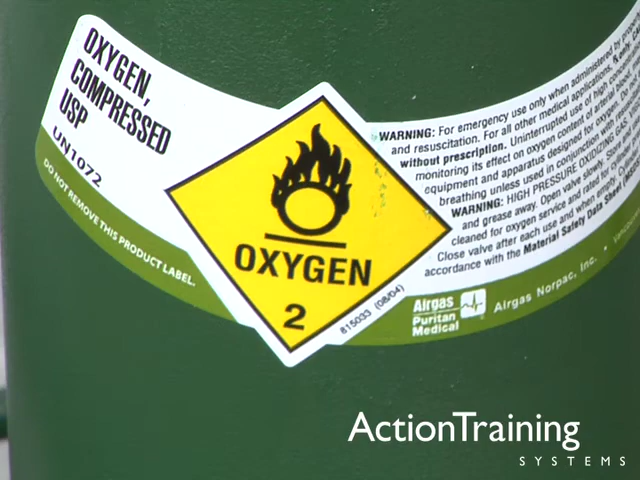 OXYGEN,
COMPRESSED
USP
UN1072
DO NOT REMOVE THIS PRODUCT LABEL.
OXYGEN
2
815033 (08/04)
WARNING: For emergency use only when administered by
and resuscitation. For all other medical applications,
without prescription. Uninterrupted use of high
monitoring its effect on oxygen content of arterial
equipment and apparatus designed for oxygen
breathing unless used in conjunction with
WARNING: HIGH PRESSURE OXIDIZING GAS.
and grease away. Open valve slowly.
cleaned for oxygen service and rated for
Close valve after each use and when empty.
accordance with the Material Safety Data Sheet
Airgas
Puritan
Medical
Airgas Norpac, Inc. •
ActionTraining
SYSTEMS